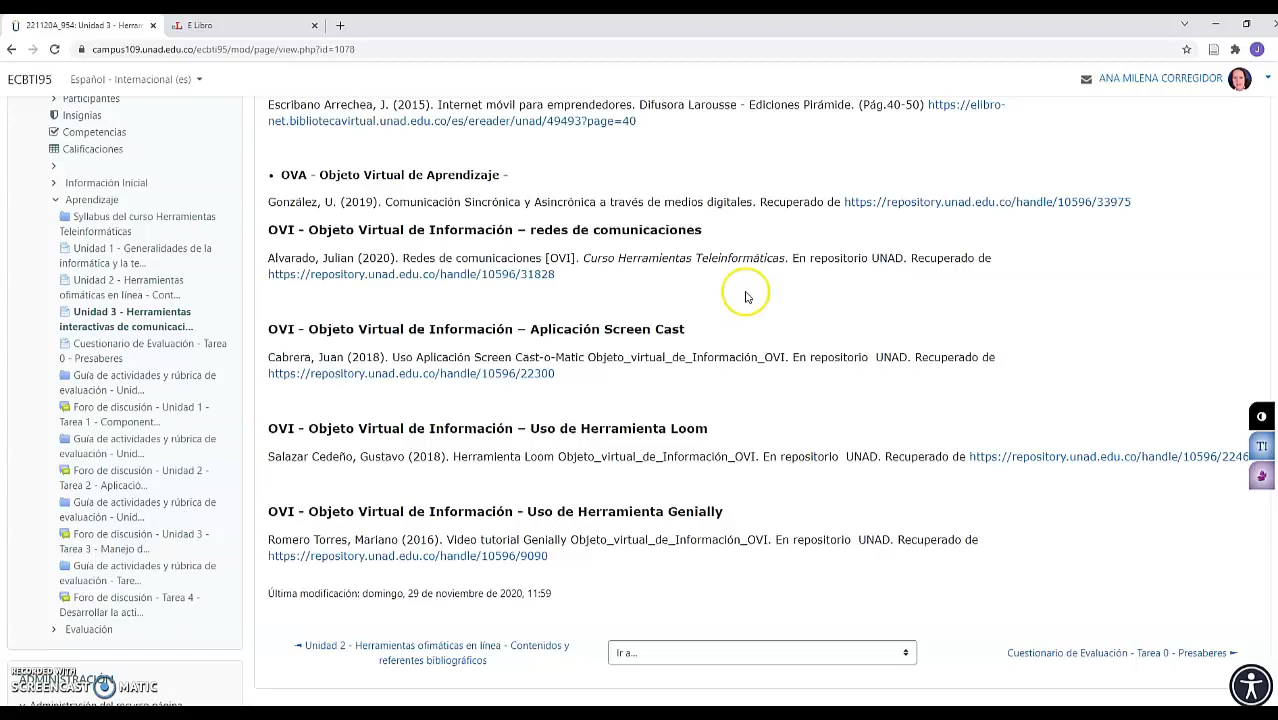 221120A_954: Unidad 3 - Herram
E Libro
campus109.unad.edu.co/ecbti95/mod/page/view.php?id=1078
ECBTI95
Español - Internacional (es)
ANA MILENA CORREGIDOR
Participantes
Insignias
Competencias
Calificaciones
Información Inicial
Aprendizaje
Syllabus del curso Herramientas
Teleinformáticas
Unidad 1 - Generalidades de la
informática y la te...
Unidad 2 - Herramientas
ofimáticas en línea - Cont...
Unidad 3 - Herramientas
interactivas de comunicaci...
Cuestionario de Evaluación - Tarea
0 - Presaberes
Guía de actividades y rúbrica de
evaluación - Unid...
Foro de discusión - Unidad 1 -
Tarea 1 - Component...
Guía de actividades y rúbrica de
evaluación - Unid...
Foro de discusión - Unidad 2 -
Tarea 2 - Aplicació...
Guía de actividades y rúbrica de
evaluación - Unid...
Foro de discusión - Unidad 3 -
Tarea 3 - Manejo d...
Guía de actividades y rúbrica de
evaluación - Tare...
Foro de discusión - Tarea 4 -
Desarrollar la acti...
Evaluación
ADMINISTRACIÓN
Administración del recurso página
RECORDED WITH
SCREENCAST MATIC
Escribano Arrechea, J. (2015). Internet móvil para emprendedores. Difusora Larousse - Ediciones Pirámide. (Pág.40-50) https://elibro-
net.bibliotecavirtual.unad.edu.co/es/ereader/unad/49493?page=40
• OVA - Objeto Virtual de Aprendizaje -
González, U. (2019). Comunicación Sincrónica y Asincrónica a través de medios digitales. Recuperado de https://repository.unad.edu.co/handle/10596/33975
OVI - Objeto Virtual de Información – redes de comunicaciones
Alvarado, Julian (2020). Redes de comunicaciones [OVI]. Curso Herramientas Teleinformáticas. En repositorio UNAD. Recuperado de
https://repository.unad.edu.co/handle/10596/31828
OVI - Objeto Virtual de Información – Aplicación Screen Cast
Cabrera, Juan (2018). Uso Aplicación Screen Cast-o-Matic Objeto_virtual_de_Información_OVI. En repositorio UNAD. Recuperado de
https://repository.unad.edu.co/handle/10596/22300
OVI - Objeto Virtual de Información – Uso de Herramienta Loom
Salazar Cedeño, Gustavo (2018). Herramienta Loom Objeto_virtual_de_Información_OVI. En repositorio UNAD. Recuperado de https://repository.unad.edu.co/handle/10596/2246
OVI - Objeto Virtual de Información - Uso de Herramienta Genially
Romero Torres, Mariano (2016). Video tutorial Genially Objeto_virtual_de_Información_OVI. En repositorio UNAD. Recuperado de
https://repository.unad.edu.co/handle/10596/9090
Última modificación: domingo, 29 de noviembre de 2020, 11:59
◄ Unidad 2 - Herramientas ofimáticas en línea - Contenidos y
referentes bibliográficos
Ir a...
Cuestionario de Evaluación - Tarea 0 - Presaberes ►